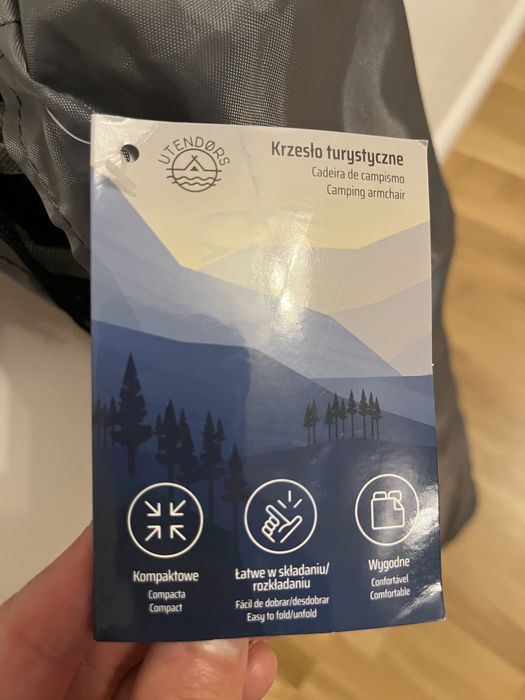 UTENDØRS
Krzesło turystyczne
Cadeira de campismo
Camping armchair
Kompaktowe
Compacta
Compact
Łatwe w składaniu/
rozkładaniu
Fácil de dobrar/desdobrar
Easy to fold/unfold
Wygodne
Confortável
Comfortable